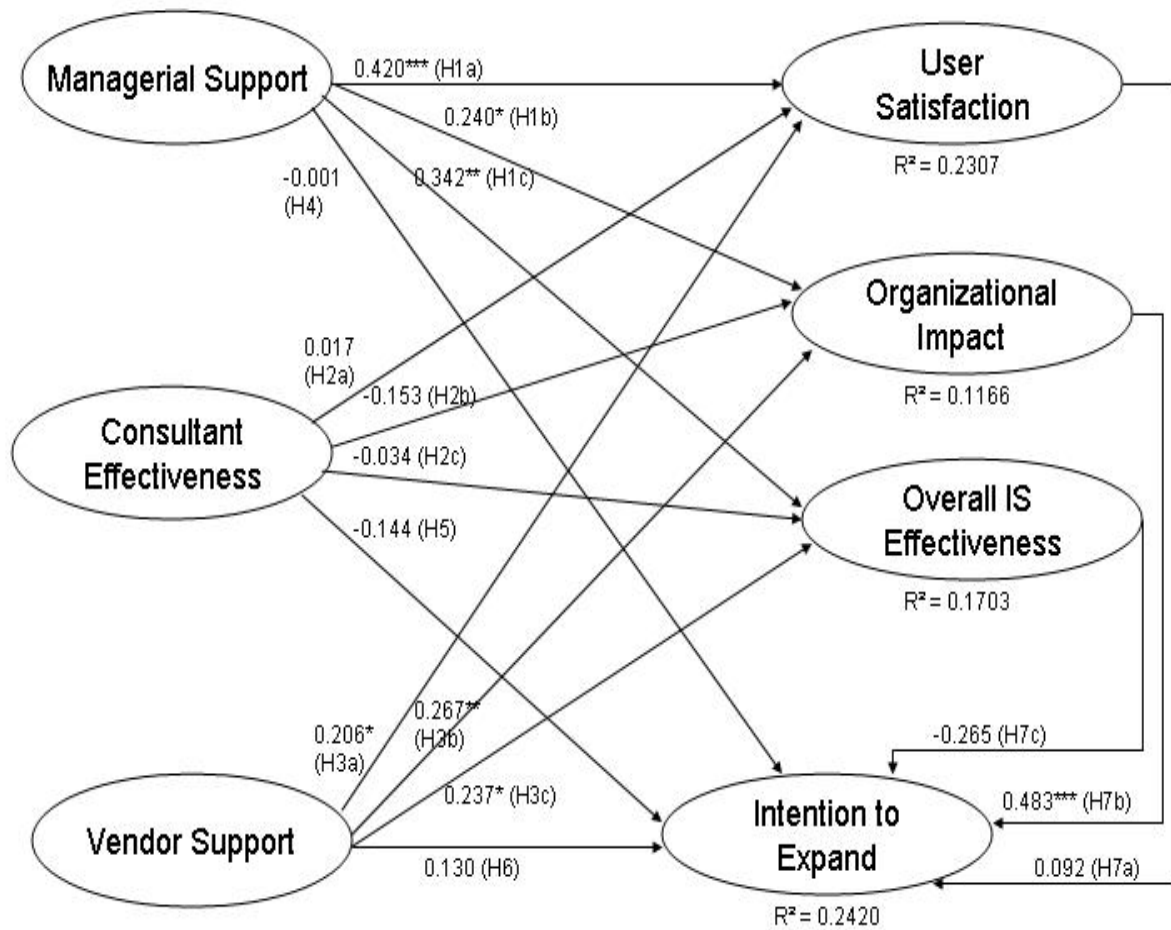 Managerial Support
0.420*** (H1a)
User
Satisfaction
0.240* (H1b)
R² = 0.2307
-0.001
(H4)
0.342** (H1c)
Organizational
Impact
0.017
(H2a)
R² = 0.1166
-0.153 (H2b)
Consultant
Effectiveness
-0.034 (H2c)
Overall IS
Effectiveness
-0.144 (H5)
R² = 0.1703
0.206*
(H3a)
0.267**
(H3b)
-0.265 (H7c)
0.237* (H3c)
0.483*** (H7b)
Vendor Support
Intention to
Expand
0.130 (H6)
0.092 (H7a)
R² = 0.2420